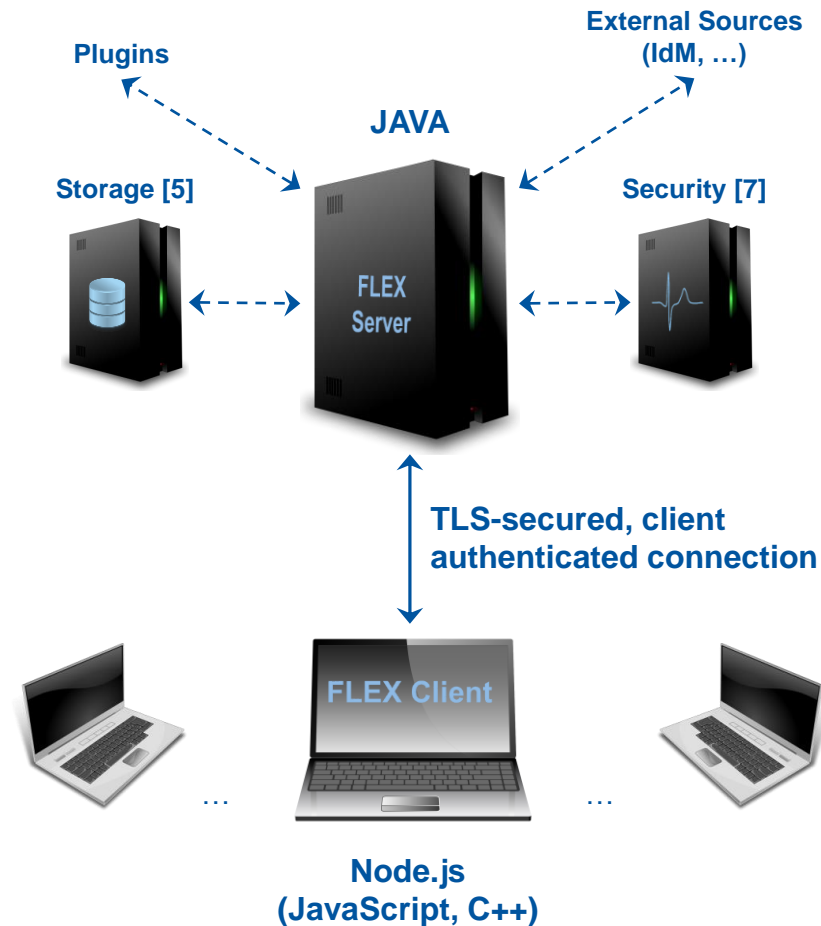 External Sources
(IdM, …)
Plugins
JAVA
Storage [5]
Security [7]
FLEX
Server
TLS-secured, client
authenticated connection
FLEX Client
…
…
Node.js
(JavaScript, C++)